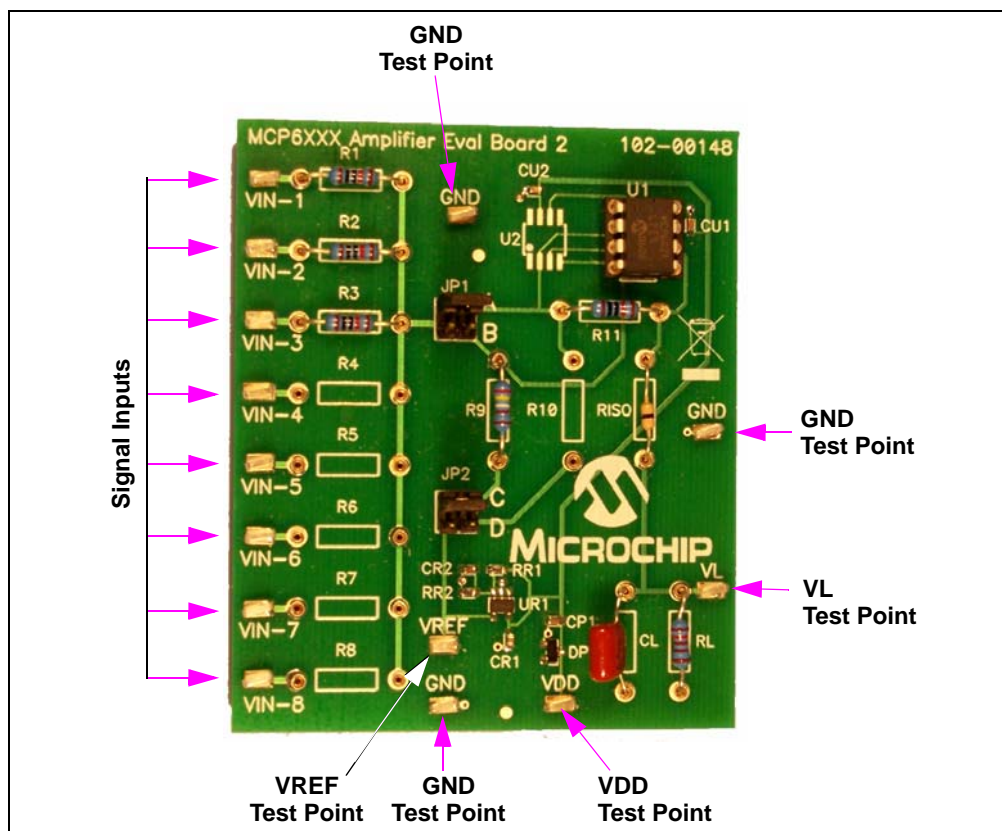 GND
Test Point
MCP6XXX Amplifier Eval Board 2
102-00148
R1
VIN-1
R2
VIN-2
R3
VIN-3
R4
VIN-4
R5
VIN-5
R6
VIN-6
R7
VIN-7
R8
VIN-8
Signal Inputs
GND
CU2
U1
U2
CU1
JP1
A
B
R11
R9
R10
RISO
GND
GND
Test Point
JP2
C
D
MICROCHIP
CR2
RR1
RR2
UR1
VREF
CR1
CP1
DP
VL
CL
RL
VL
Test Point
GND
VDD
VREF
Test Point
GND
Test Point
VDD
Test Point